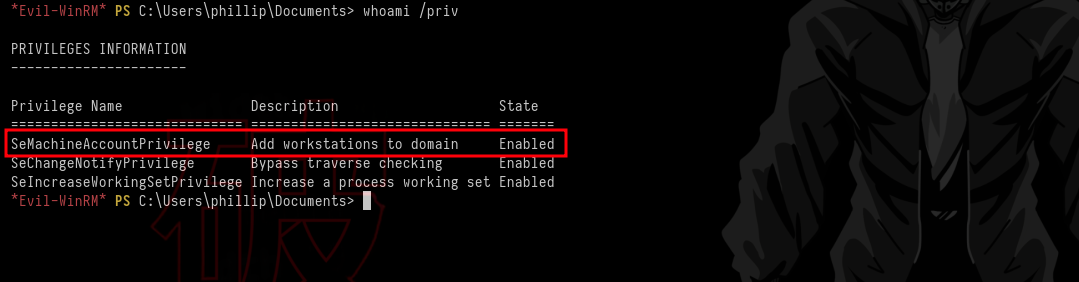 *Evil-WinRM* PS C:\Users\phillip\Documents> whoami /priv
PRIVILEGES INFORMATION
----------------------
Privilege Name                Description                    State
============================= ============================== =======
SeMachineAccountPrivilege     Add workstations to domain     Enabled
SeChangeNotifyPrivilege       Bypass traverse checking       Enabled
SeIncreaseWorkingSetPrivilege Increase a process working set Enabled
*Evil-WinRM* PS C:\Users\phillip\Documents>